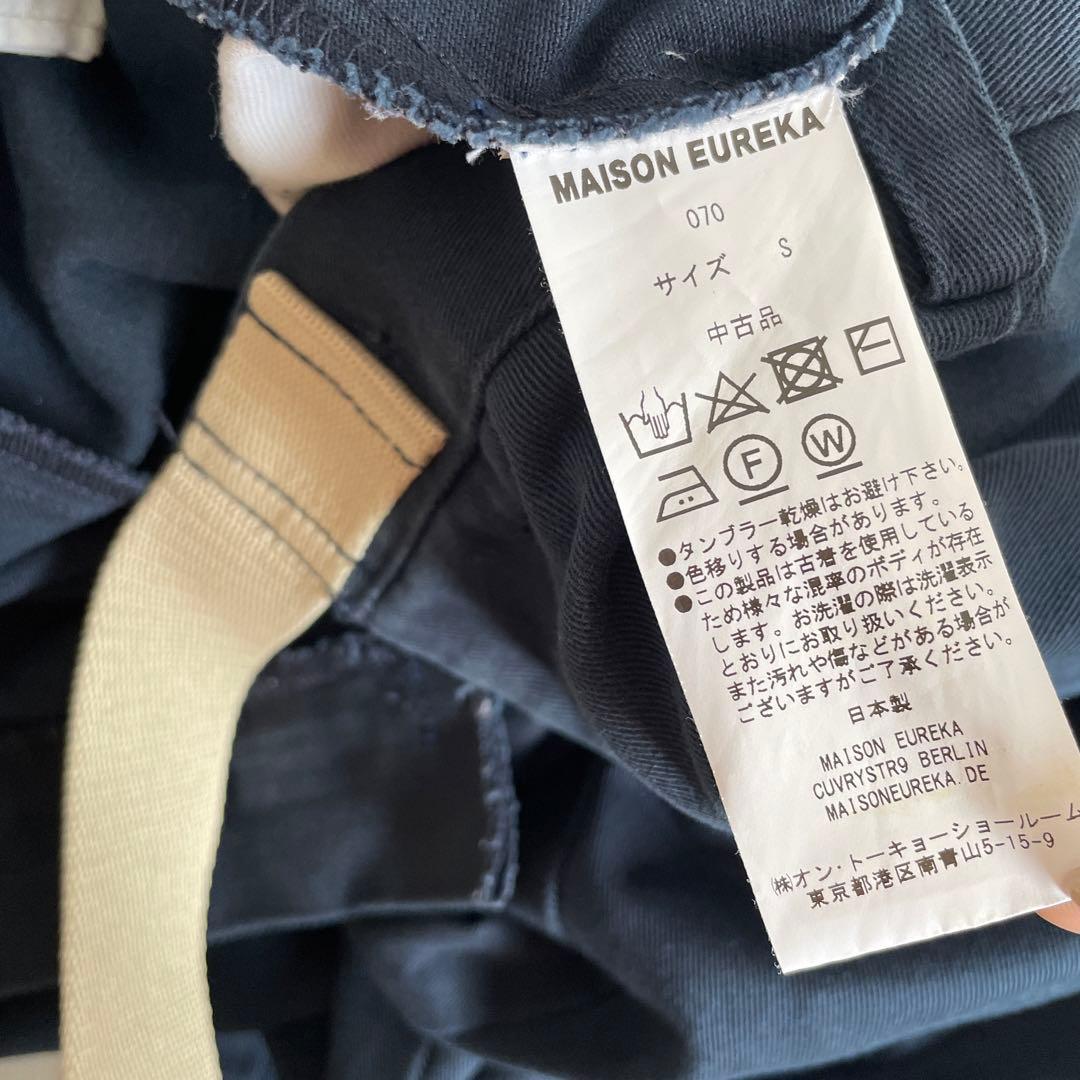 MAISON EUREKA
070
サイズ S
中古品
F W
●タンブラー乾燥はお避け下さい。
●色移りする場合があります。
●この製品は古着を使用している
ため様々な混率のボディが存在
します。お洗濯の際は洗濯表示
とおりにお取り扱いください。
また汚れや傷などがある場合が
ございますがご了承ください。
日本製
MAISON EUREKA
CUVRYSTR9 BERLIN
MAISONEUREKA.DE
㈱オン・トーキョーショールーム
東京都港区南青山5-15-9